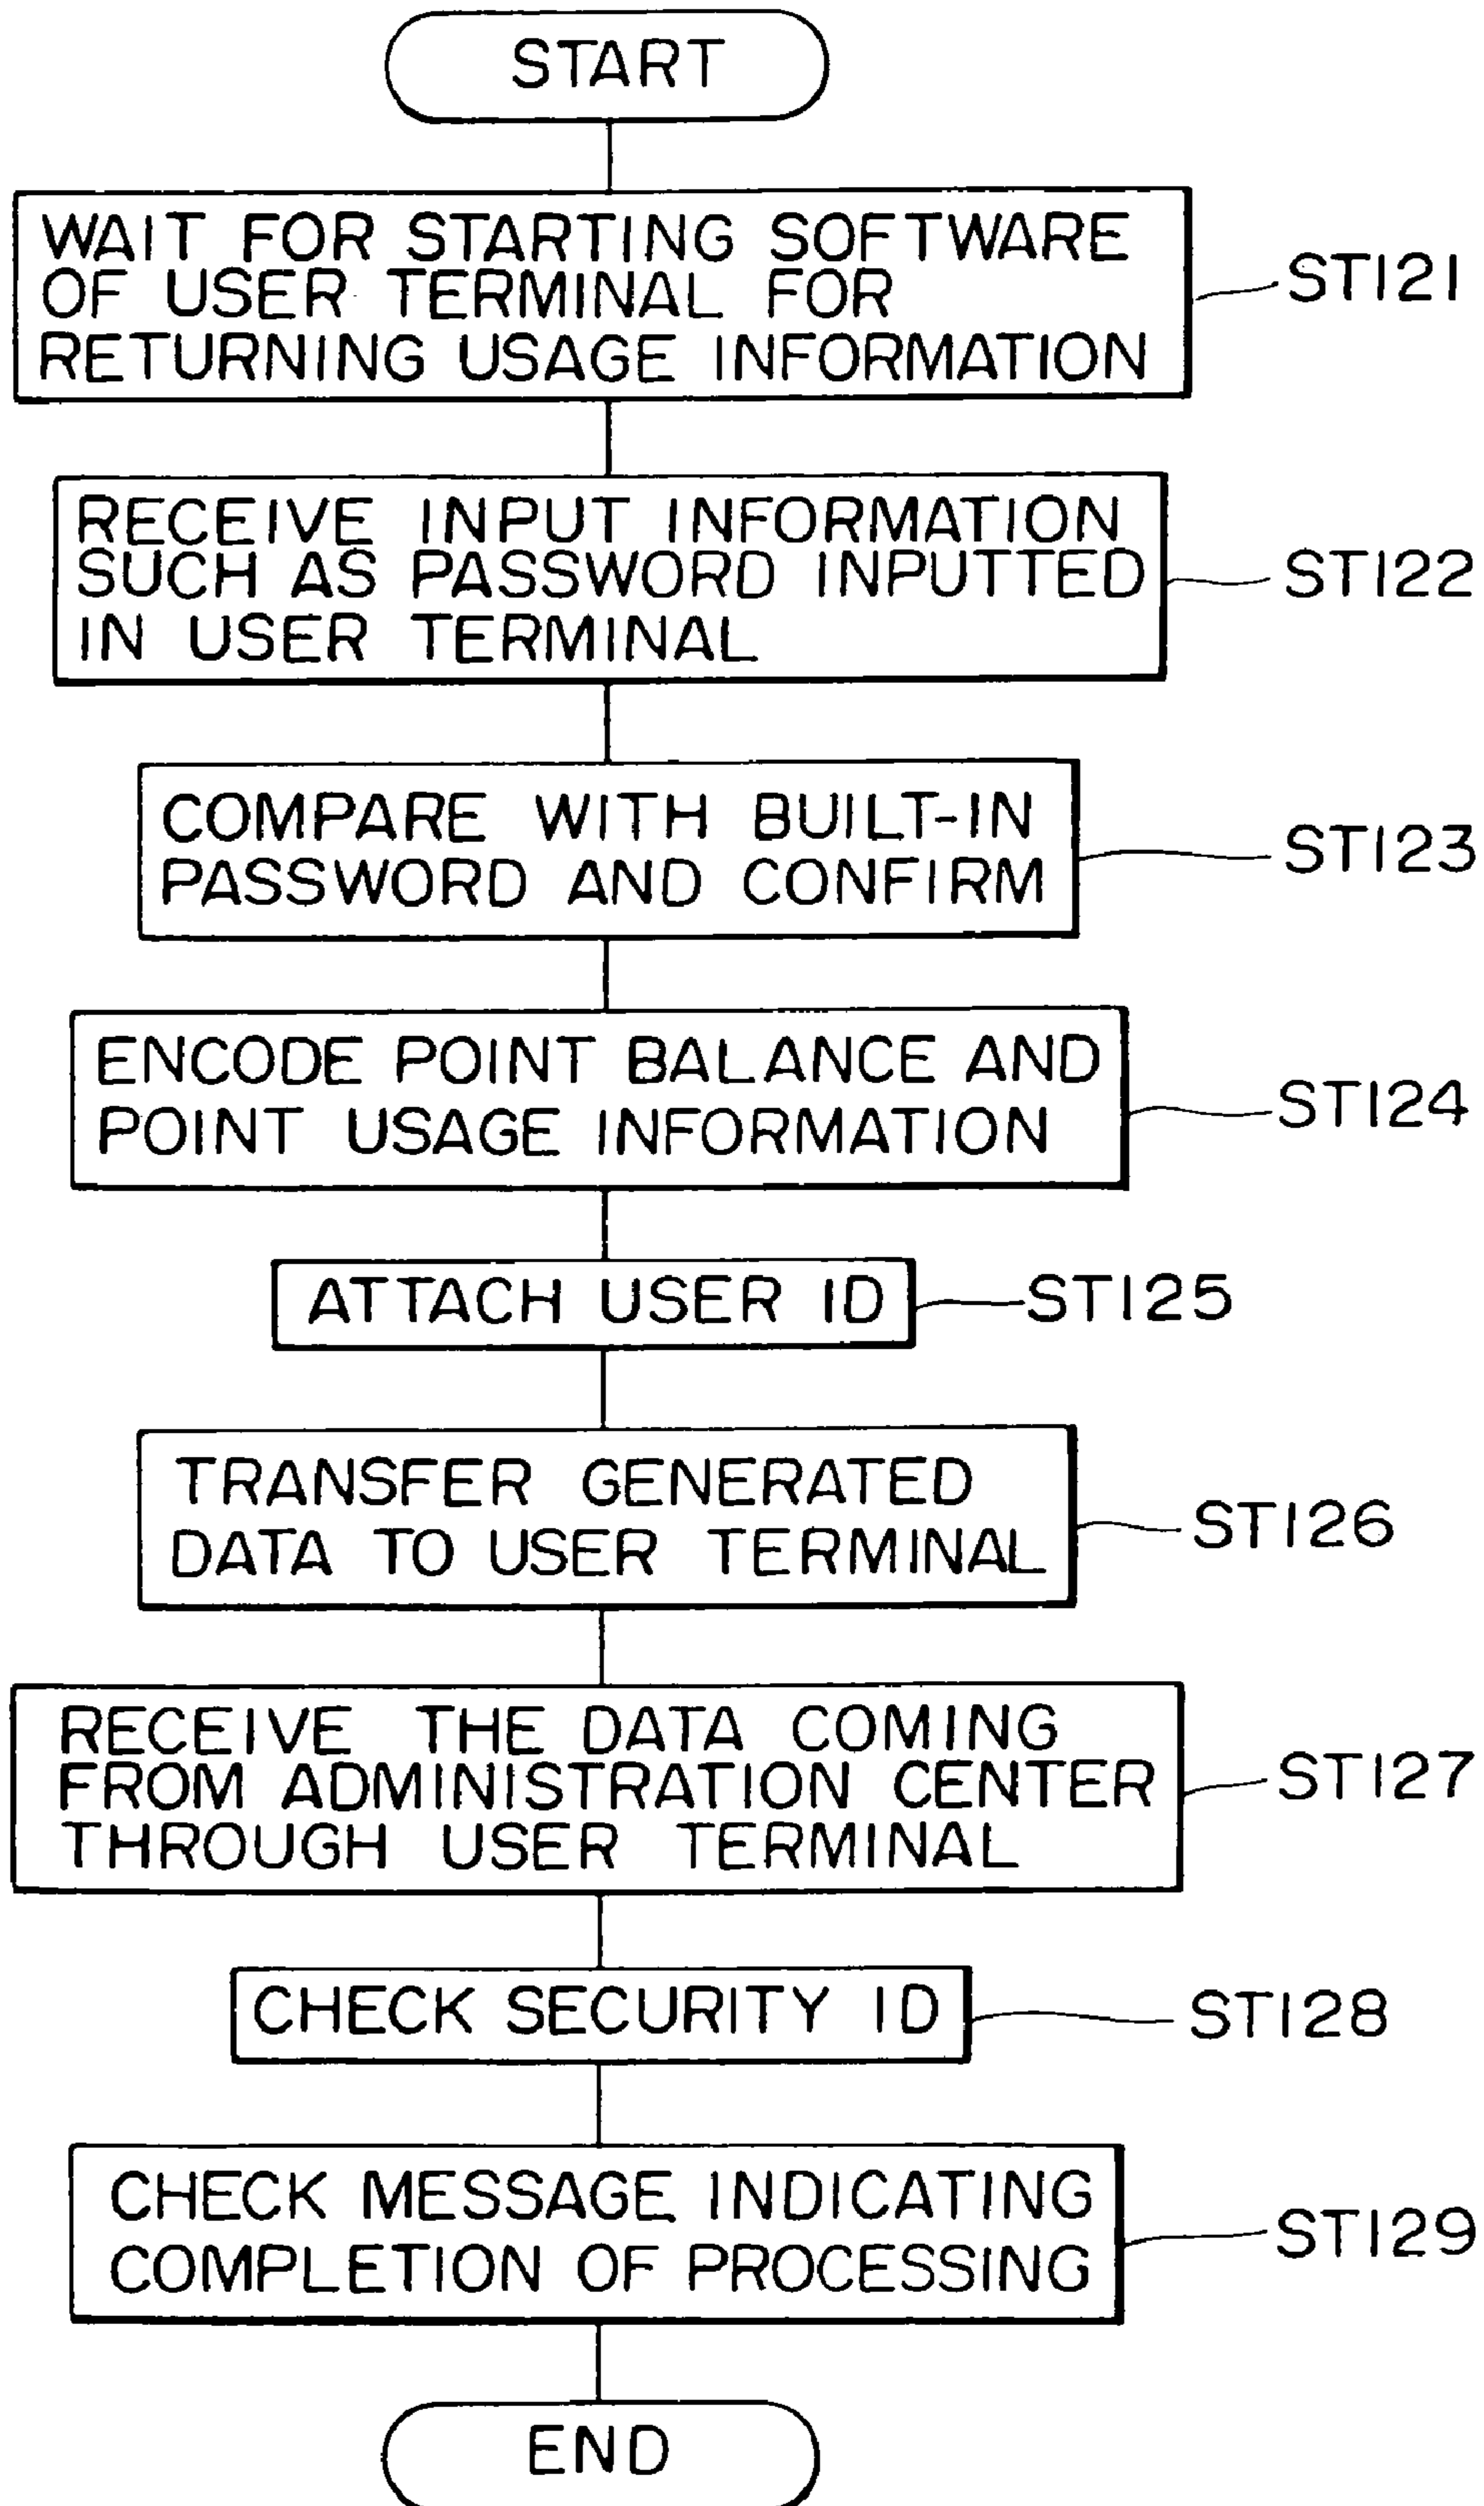 START
WAIT FOR STARTING SOFTWARE
OF USER TERMINAL FOR
RETURNING USAGE INFORMATION
ST121
RECEIVE INPUT INFORMATION
SUCH AS PASSWORD INPUTTED
IN USER TERMINAL
ST122
COMPARE WITH BUILT-IN
PASSWORD AND CONFIRM
ST123
ENCODE POINT BALANCE AND
POINT USAGE INFORMATION
ST124
ATTACH USER ID
ST125
TRANSFER GENERATED
DATA TO USER TERMINAL
ST126
RECEIVE THE DATA COMING
FROM ADMINISTRATION CENTER
THROUGH USER TERMINAL
ST127
CHECK SECURITY ID
ST128
CHECK MESSAGE INDICATING
COMPLETION OF PROCESSING
ST129
END